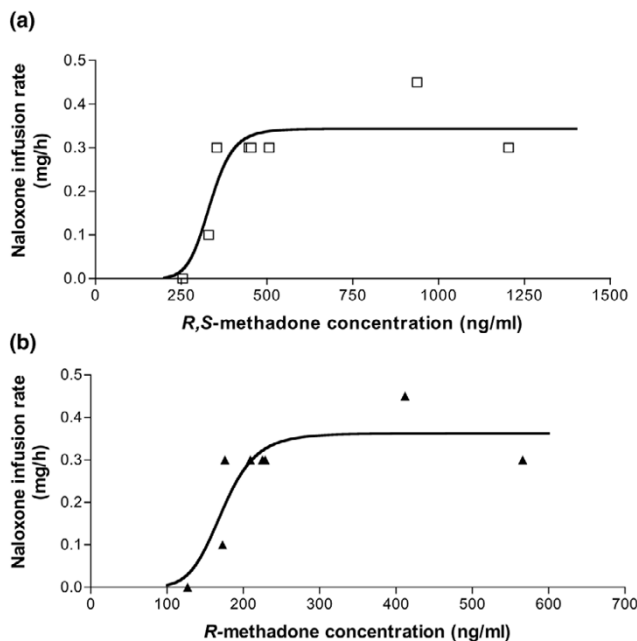 (a)
Naloxone infusion rate
(mg/h)
0.5
0.4
0.3
0.2
0.1
0.0
0 250 500 750 1000 1250 1500
R,S-methadone concentration (ng/ml)
(b)
Naloxone infusion rate
(mg/h)
0.5
0.4
0.3
0.2
0.1
0.0
0 100 200 300 400 500 600 700
R-methadone concentration (ng/ml)